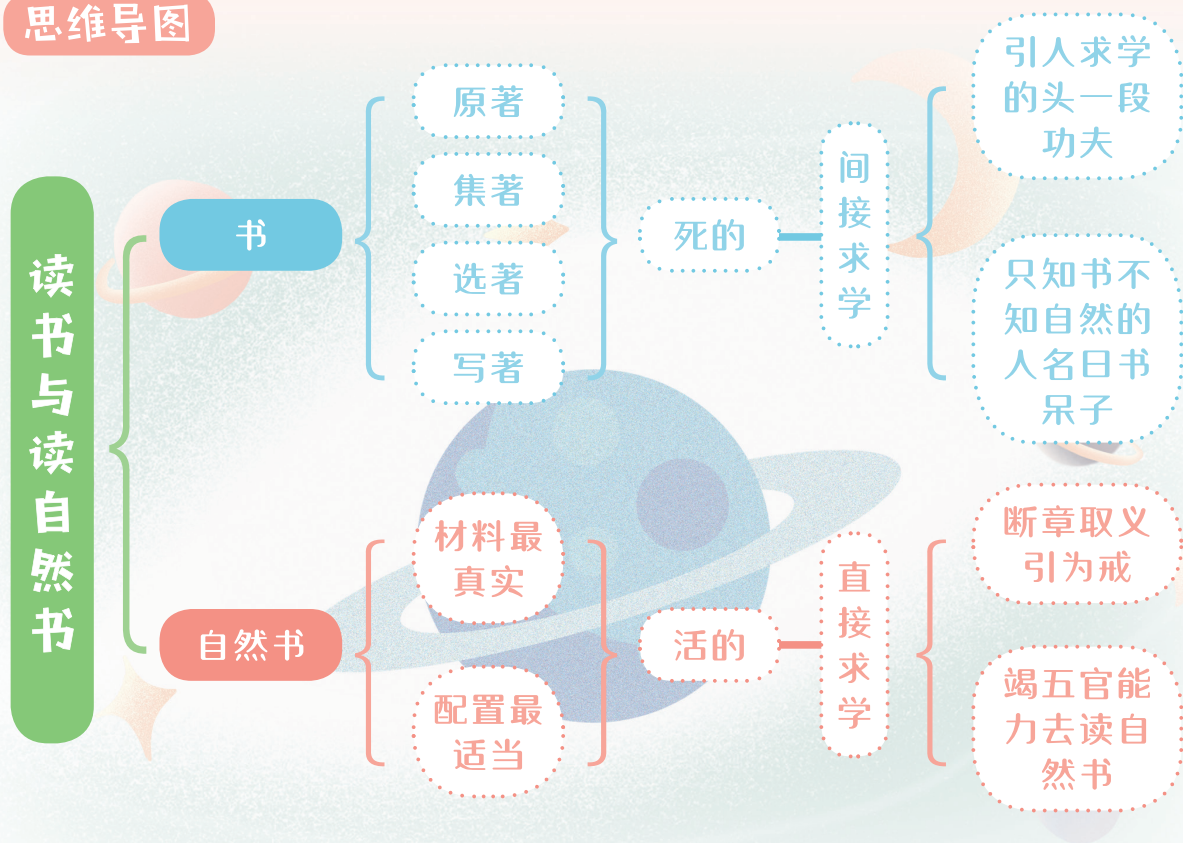 思维导图
读书与读自然书
书
原著
集著
选著
写著
死的
间接求学
引人求学
的头一段
功夫
只知书不
知自然的
人名曰书
呆子
自然书
材料最
真实
配置最
适当
活的
直接求学
断章取义
引为戒
竭五官能
力去读自
然书